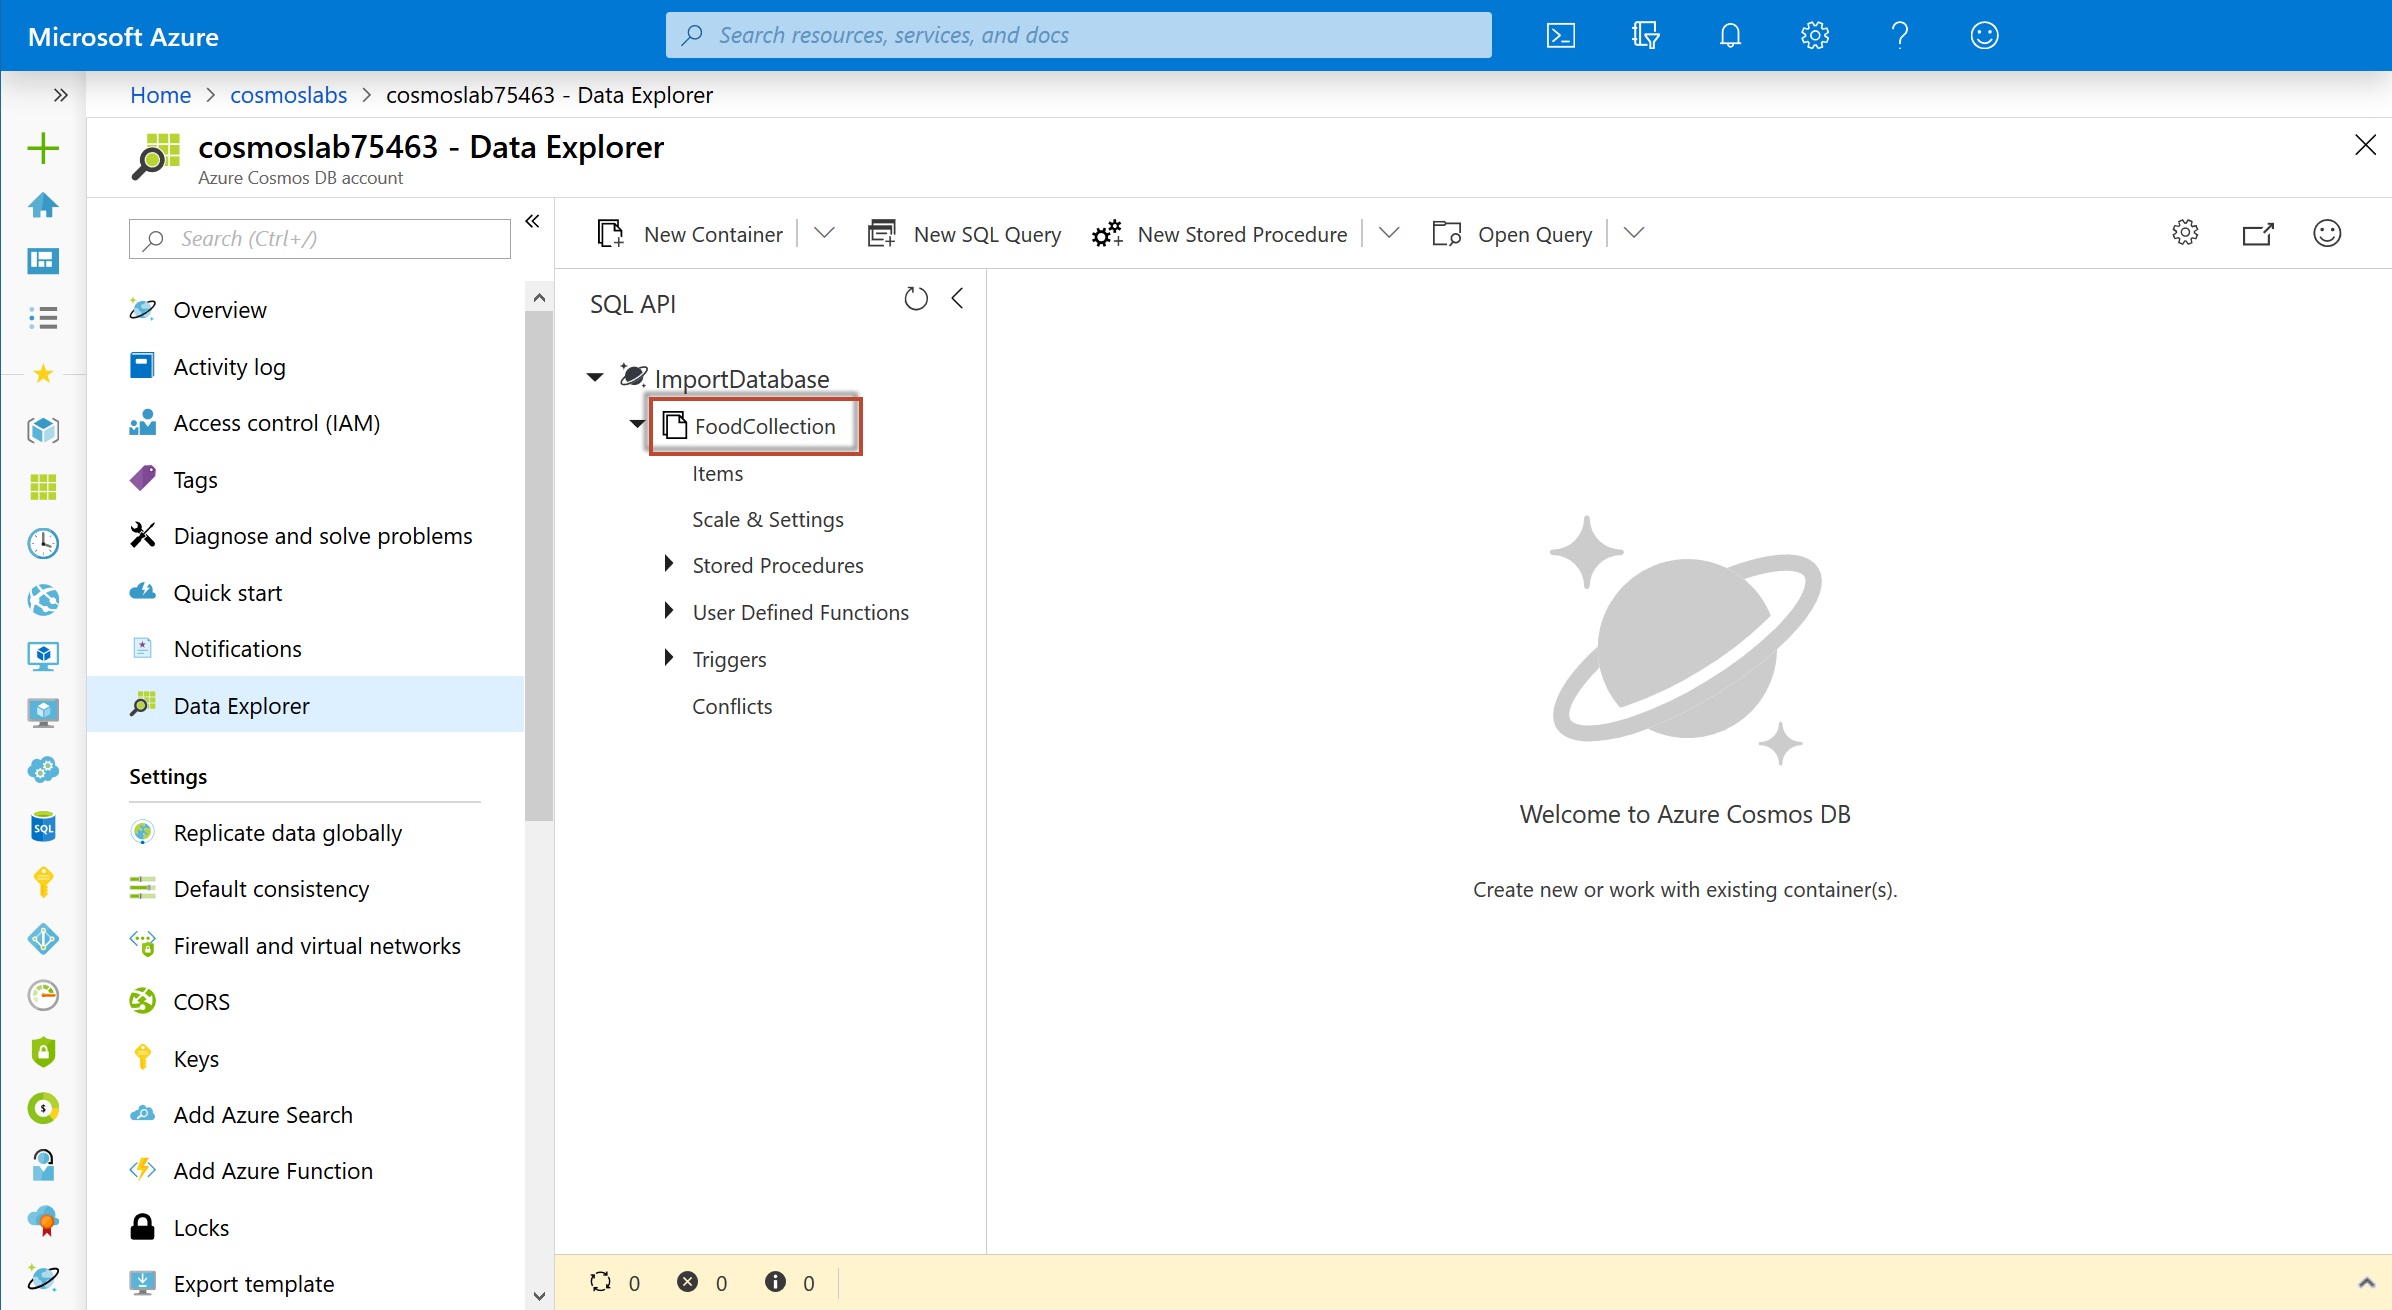 Microsoft Azure
Search resources, services, and docs
Home > cosmoslabs > cosmoslab75463 - Data Explorer
cosmoslab75463 - Data Explorer
Azure Cosmos DB account
Search (Ctrl+/)
Overview
Activity log
Access control (IAM)
Tags
Diagnose and solve problems
Quick start
Notifications
Data Explorer
Settings
Replicate data globally
Default consistency
Firewall and virtual networks
CORS
Keys
Add Azure Search
Add Azure Function
Locks
Export template
SQL
New Container
New SQL Query
New Stored Procedure
Open Query
SQL API
ImportDatabase
FoodCollection
Items
Scale & Settings
Stored Procedures
User Defined Functions
Triggers
Conflicts
Welcome to Azure Cosmos DB
Create new or work with existing container(s).
0 0 0